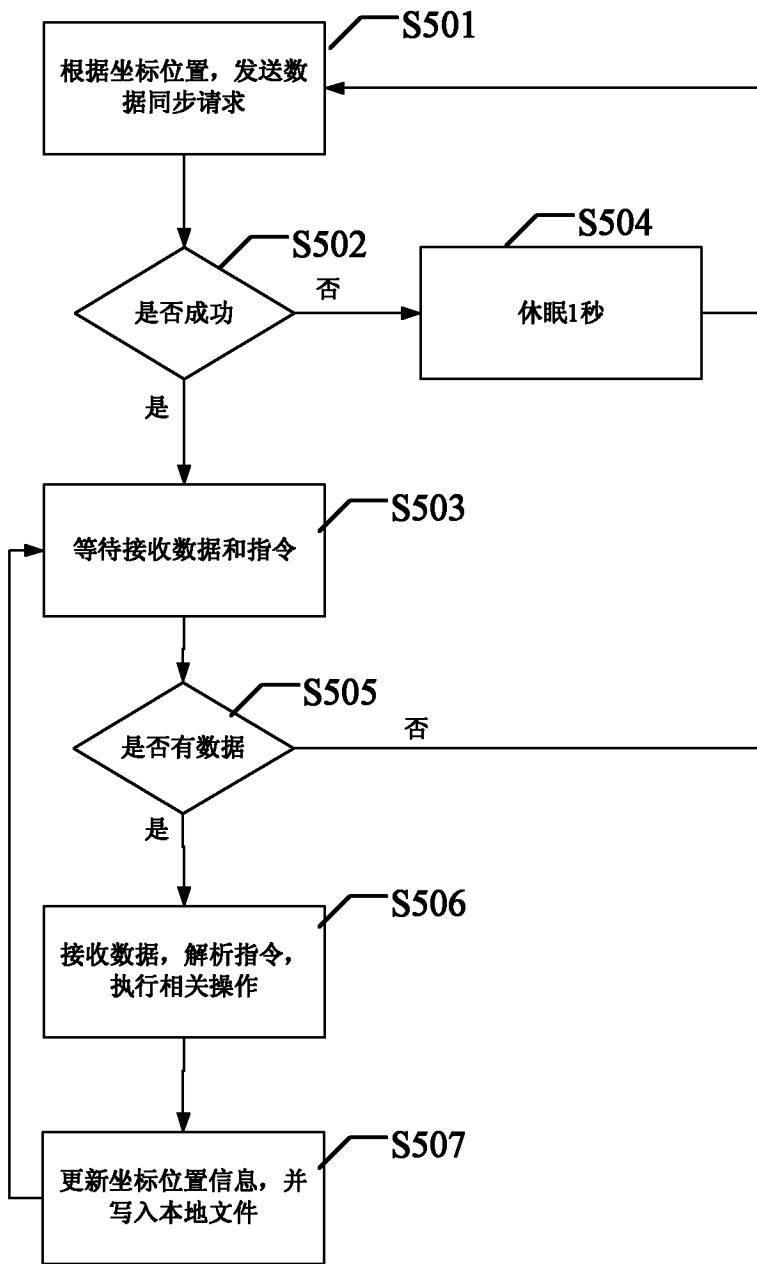 S501
根据坐标位置，发送数
据同步请求
S502
是否成功
否
S504
休眠1秒
是
S503
等待接收数据和指令
S505
是否有数据
否
是
S506
接收数据，解析指令，
执行相关操作
S507
更新坐标位置信息，并
写入本地文件